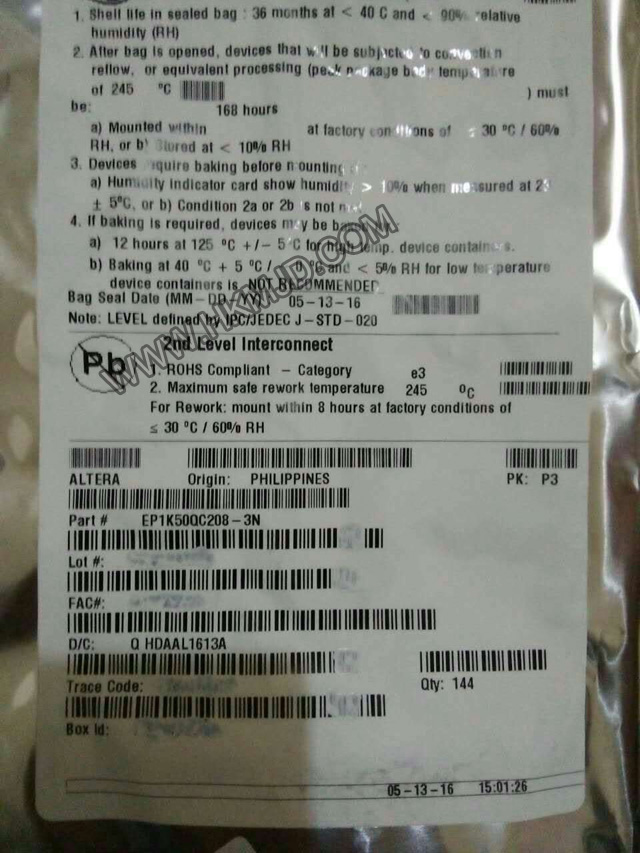 1. Shelf life in sealed bag : 36 months at < 40 C and < 90% relative
humidity (RH)
2. After bag is opened, devices that will be subjected to convection
reflow, or equivalent processing (peak package body temperature
of 245 °C ) must
be: 168 hours
a) Mounted within at factory conditions of ≤ 30 °C / 60%
RH, or b) Stored at < 10% RH
3. Devices require baking before mounting
a) Humidity indicator card show humidity > 10% when measured at 23
± 5°C, or b) Condition 2a or 2b is not met.
4. If baking is required, devices may be baked
a) 12 hours at 125 °C +/- 5 °C for high temp. device containers.
b) Baking at 40 °C + 5 °C / °C and < 5% RH for low temperature
device containers is NOT RECOMMENDED
Bag Seal Date (MM-DD-YY) 05-13-16
Note: LEVEL defined by IPC/JEDEC J-STD-020
WWW.HKMJD.COM
Pb
2nd Level Interconnect
ROHS Compliant - Category e3
2. Maximum safe rework temperature 245 °C
For Rework: mount within 8 hours at factory conditions of
≤ 30 °C / 60% RH
ALTERA Origin: PHILIPPINES PK: P3
Part # EP1K50QC208-3N
Lot #:
FAC#:
D/C: Q HDAAL1613A
Trace Code: Qty: 144
Box Id:
05-13-16 15:01:26